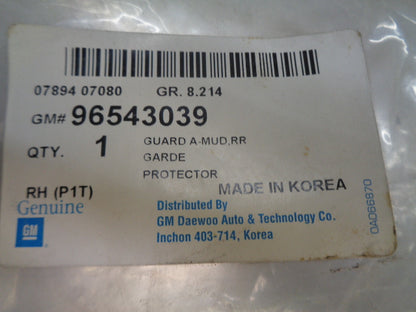 07894 07080 GR. 8.214
GM# 96543039
QTY. 1 GUARD A-MUD,RR
GARDE
PROTECTOR
RH (P1T) MADE IN KOREA
Genuine
GM
Distributed By
GM Daewoo Auto & Technology Co.
Inchon 403-714, Korea
0AD66870